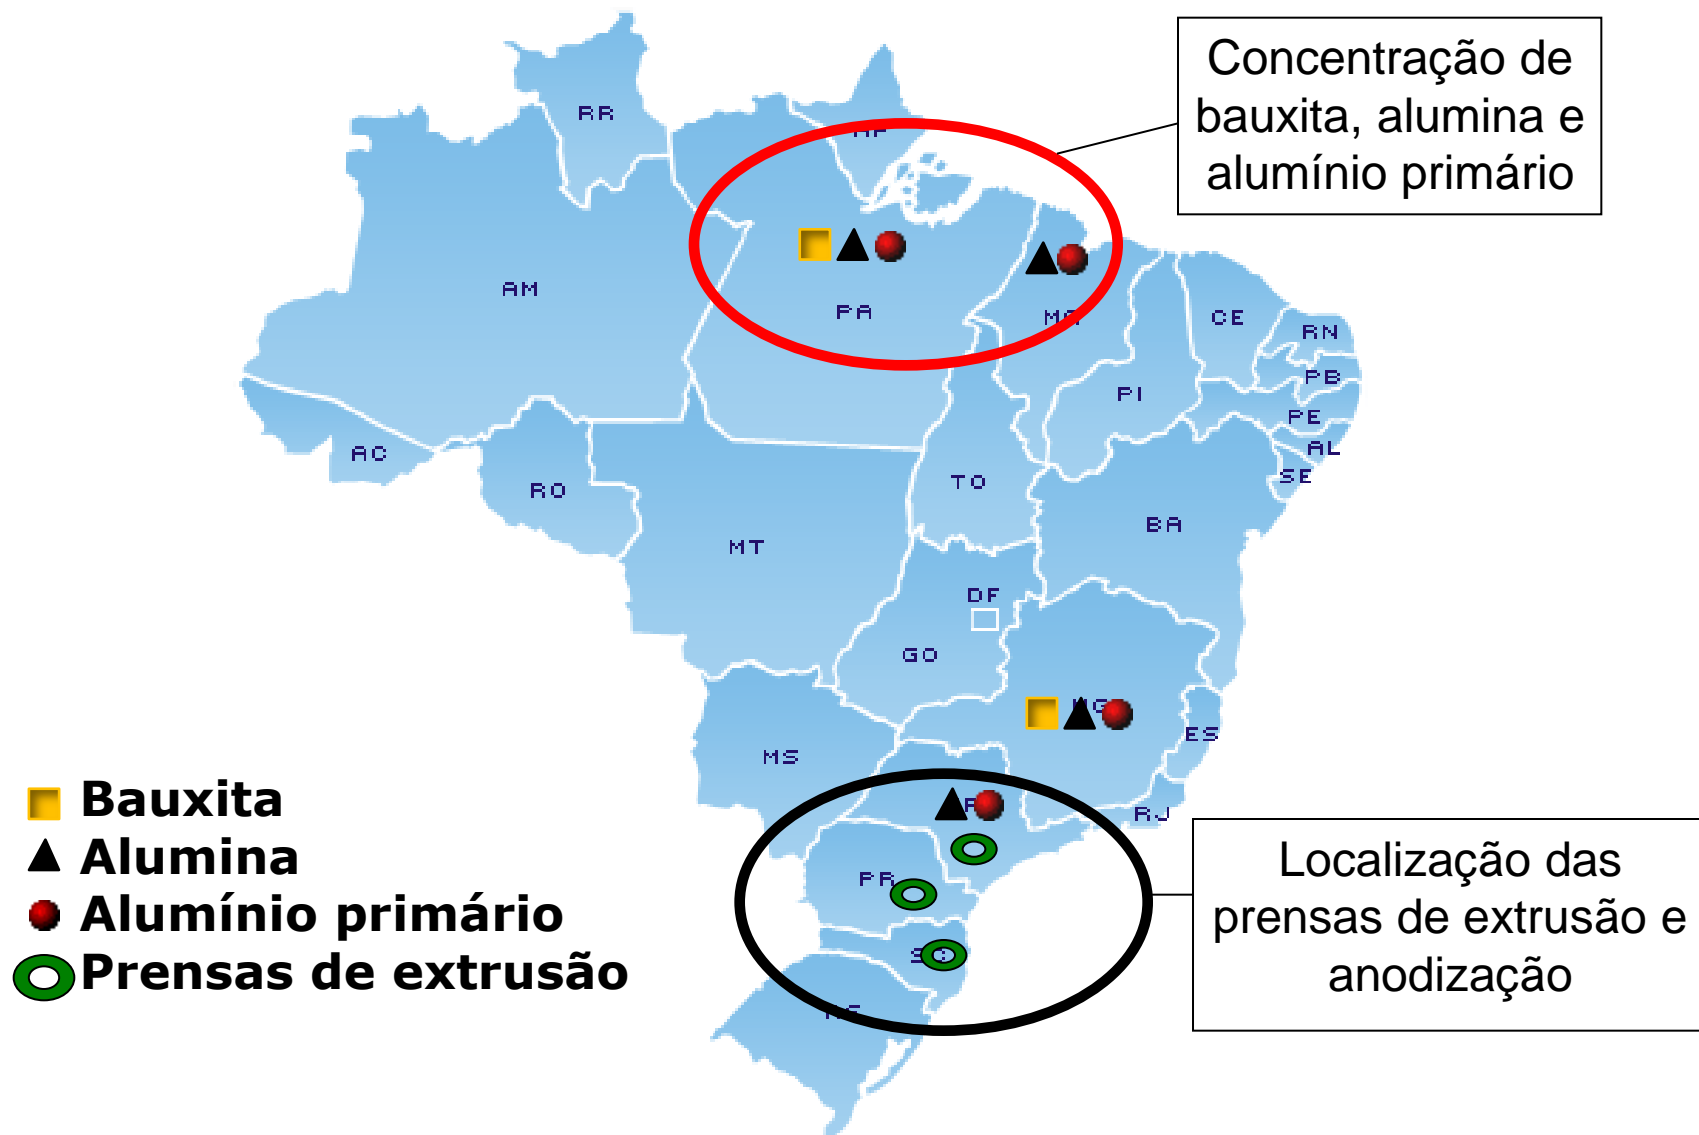 Concentração de
bauxita, alumina e
alumínio primário
RR
AM
PA
CE
RN
PB
PI
PE
AL
AC
SE
TO
RO
BA
MT
DF
GO
ES
MS
RJ
PR
Bauxita
Alumina
Alumínio primário
Prensas de extrusão
Localização das
prensas de extrusão e
anodização